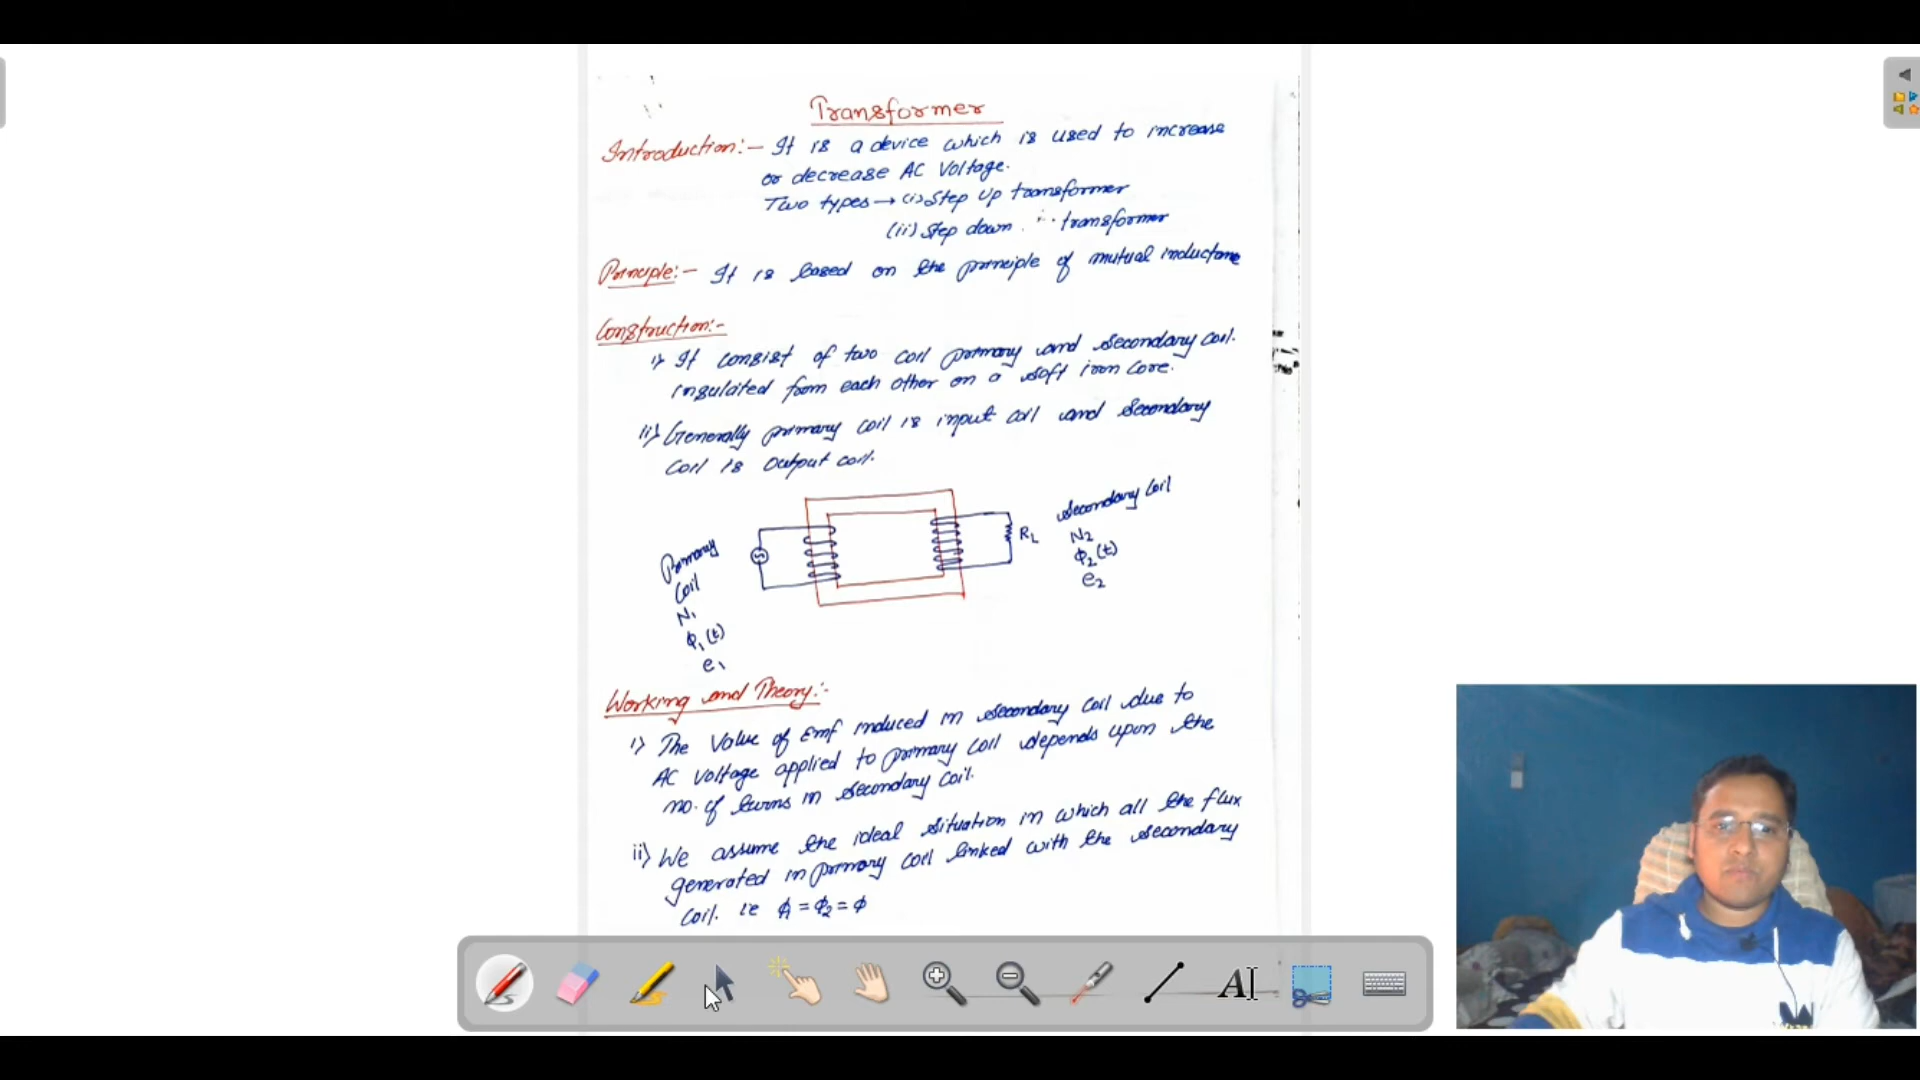 Transformer
Introduction:- It is a device which is used to increase
or decrease AC Voltage.
Two types → (i) Step up transformer
(ii) Step down transformer
Principle:- It is based on the principle of mutual inductance
Construction:-
i) It consist of two coil primary and secondary coil.
insulated from each other on a soft iron core.
ii) Generally primary coil is input coil and secondary
coil is output coil.
Primary
Coil
N1
ϕ1(t)
e1
RL
Secondary Coil
N2
ϕ2(t)
e2
Working and Theory:-
i) The value of Emf induced in secondary coil due to
AC voltage applied to primary coil depends upon the
no. of turns in secondary coil.
ii) We assume the ideal situation in which all the flux
generated in primary coil linked with the secondary
coil. ie ϕ1 = ϕ2 = ϕ
AI